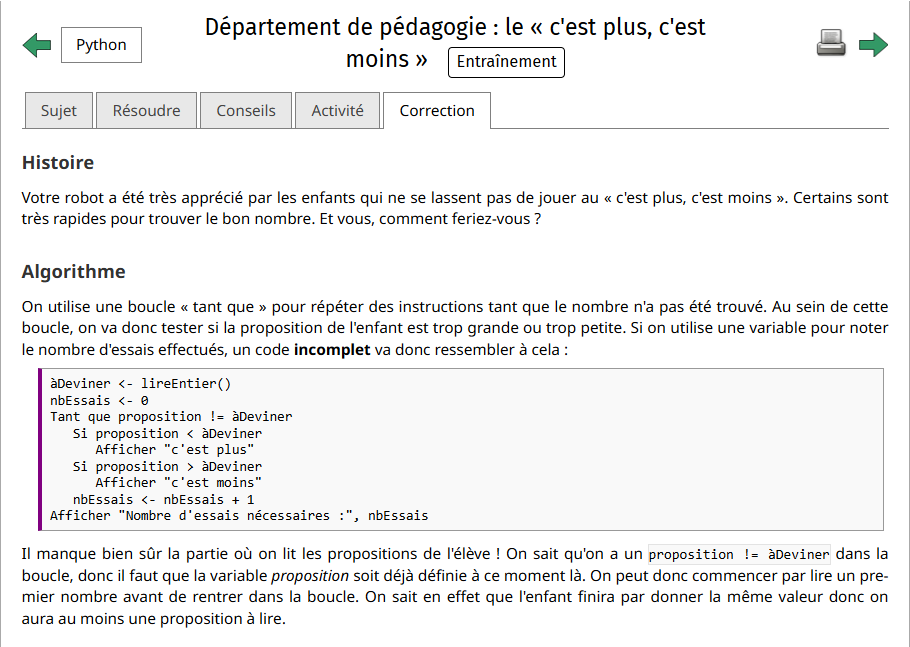 Python
Département de pédagogie : le « c'est plus, c'est
moins » Entraînement
Sujet Résoudre Conseils Activité Correction
Histoire
Votre robot a été très apprécié par les enfants qui ne se lassent pas de jouer au « c'est plus, c'est moins ». Certains sont
très rapides pour trouver le bon nombre. Et vous, comment feriez-vous ?
Algorithme
On utilise une boucle « tant que » pour répéter des instructions tant que le nombre n'a pas été trouvé. Au sein de cette
boucle, on va donc tester si la proposition de l'enfant est trop grande ou trop petite. Si on utilise une variable pour noter
le nombre d'essais effectués, un code incomplet va donc ressembler à cela :
àDeviner <- lireEntier()
nbEssais <- 0
Tant que proposition != àDeviner
   Si proposition < àDeviner
      Afficher "c'est plus"
   Si proposition > àDeviner
      Afficher "c'est moins"
   nbEssais <- nbEssais + 1
Afficher "Nombre d'essais nécessaires :", nbEssais
Il manque bien sûr la partie où on lit les propositions de l'élève ! On sait qu'on a un proposition != àDeviner dans la
boucle, donc il faut que la variable proposition soit déjà définie à ce moment là. On peut donc commencer par lire un pre-
mier nombre avant de rentrer dans la boucle. On sait en effet que l'enfant finira par donner la même valeur donc on
aura au moins une proposition à lire.